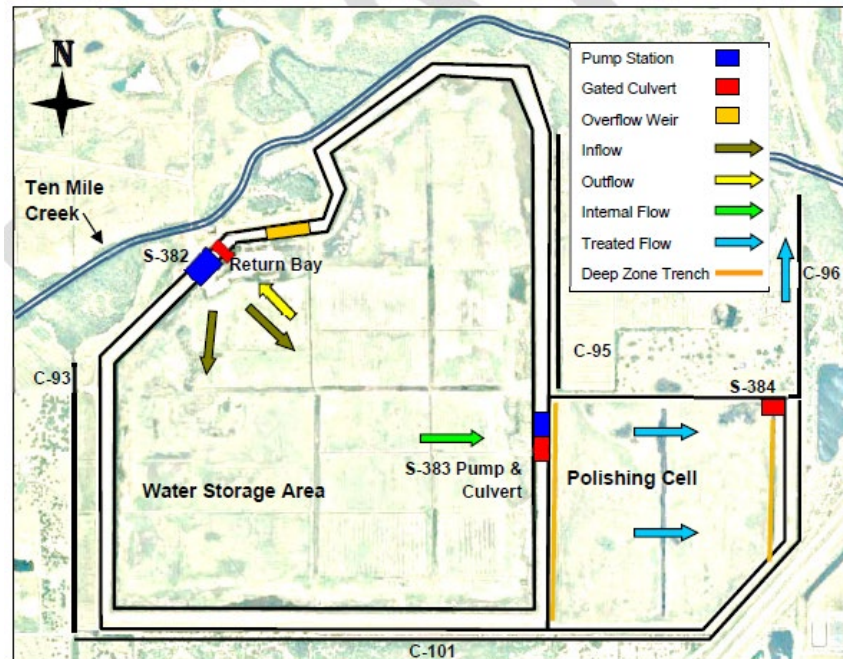 N
Ten Mile
Creek
S-382
Return Bay
C-93
Water Storage Area
S-383 Pump &
Culvert
Polishing Cell
S-384
C-95
C-96
C-101
Pump Station
Gated Culvert
Overflow Weir
Inflow
Outflow
Internal Flow
Treated Flow
Deep Zone Trench